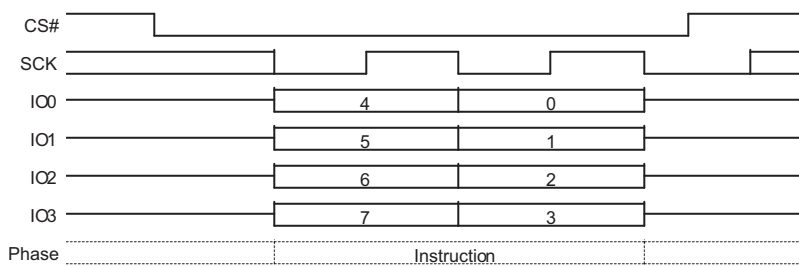 CS#
SCK
IO0 4 0
IO1 5 1
IO2 6 2
IO3 7 3
Phase Instruction